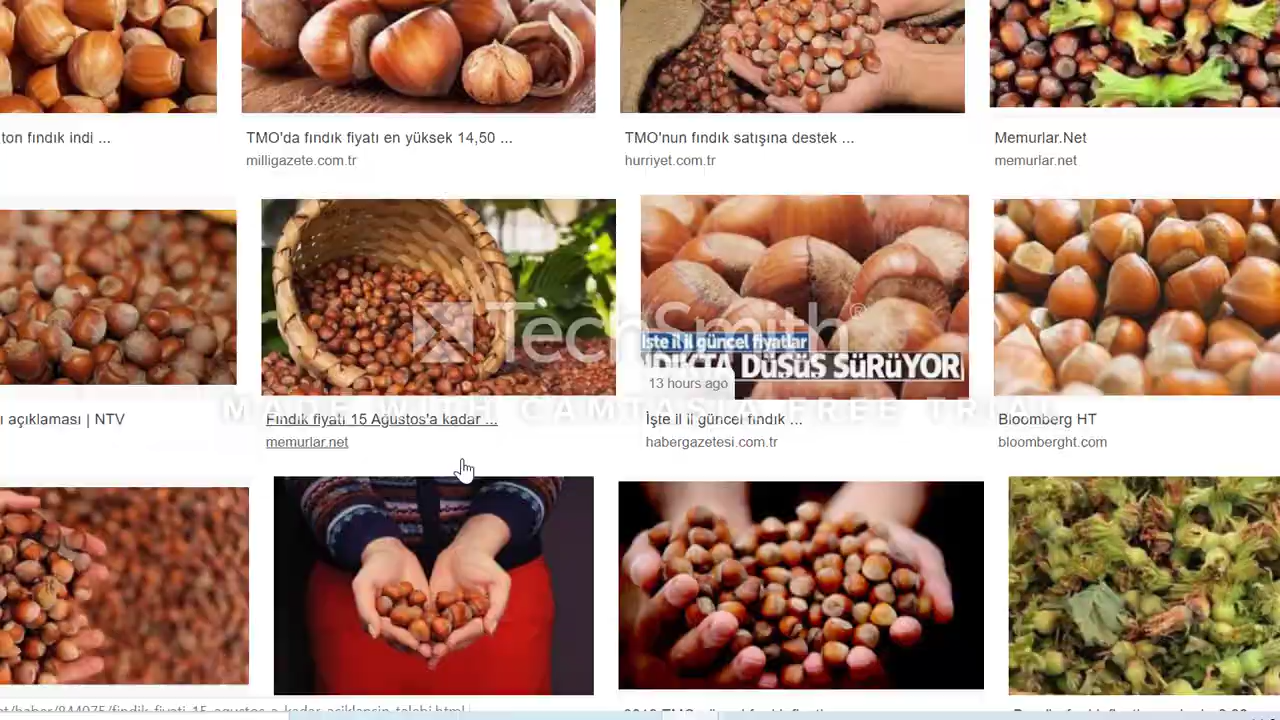 ton fındık indi ...
TMO'da fındık fiyatı en yüksek 14,50 ...
milligazete.com.tr
TMO'nun fındık satışına destek ...
hurriyet.com.tr
Memurlar.Net
memurlar.net
TechSmith®
İşte il il güncel fiyatlar
DÜŞÜŞ SÜRÜYOR
13 hours ago
MADE WITH CAMTASIA FREE TRIAL
açıklaması | NTV
Fındık fiyatı 15 Ağustos'a kadar ...
memurlar.net
İşte il il güncel fındık ...
habergazetesi.com.tr
Bloomberg HT
bloomberght.com